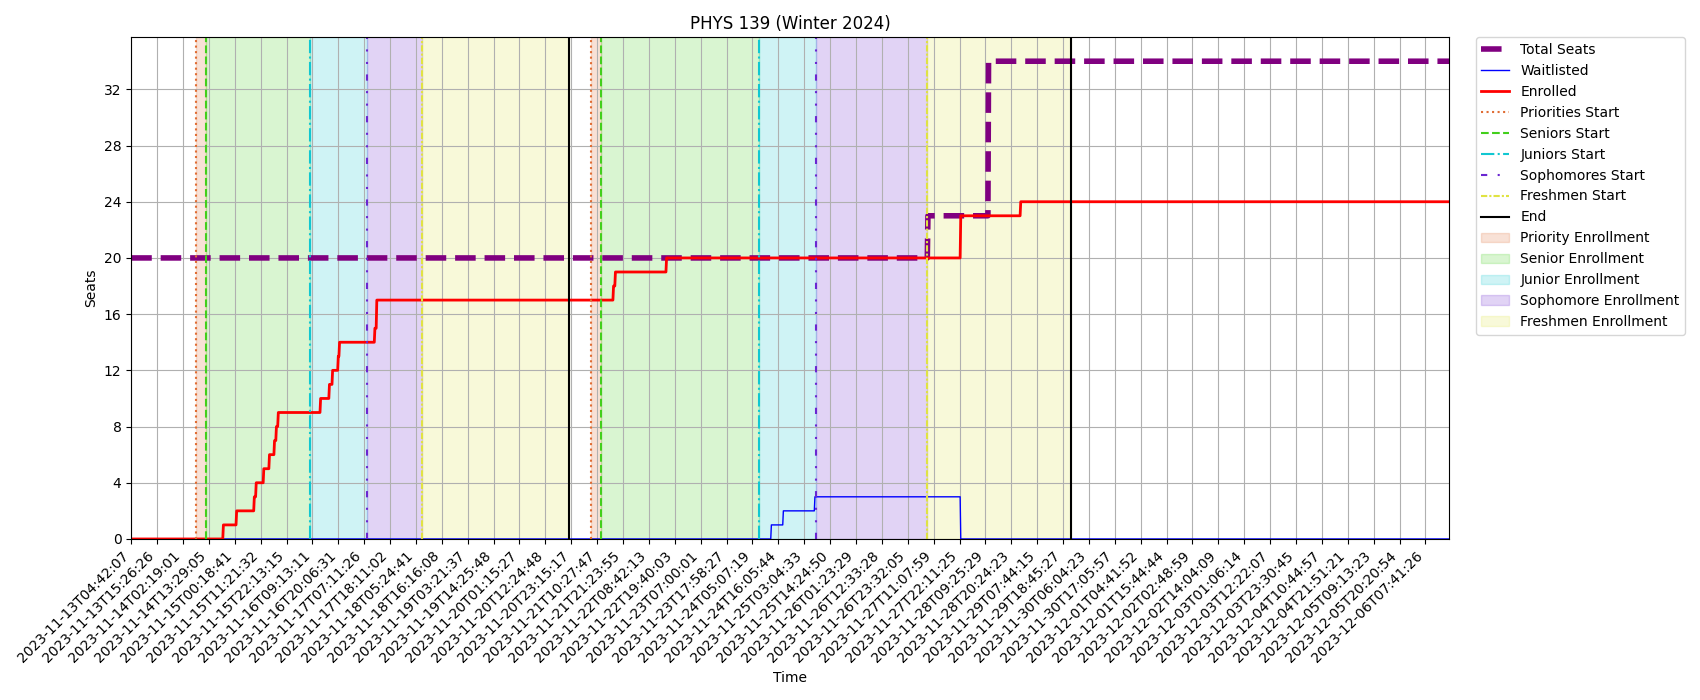 PHYS 139 (Winter 2024)
Seats
32
28
24
20
16
12
8
4
0
2023-11-13T04:42:07
2023-11-13T15:26:26
2023-11-14T02:19:01
2023-11-14T13:29:05
2023-11-15T00:18:41
2023-11-15T11:21:32
2023-11-15T22:13:15
2023-11-16T09:13:11
2023-11-16T20:06:31
2023-11-17T07:11:26
2023-11-17T18:11:02
2023-11-18T05:24:41
2023-11-18T16:16:08
2023-11-19T03:21:37
2023-11-19T14:25:48
2023-11-20T01:15:27
2023-11-20T12:24:48
2023-11-20T23:15:17
2023-11-21T10:27:47
2023-11-21T21:23:55
2023-11-22T08:42:13
2023-11-22T19:40:03
2023-11-23T07:00:01
2023-11-23T17:58:27
2023-11-24T05:07:19
2023-11-24T16:05:44
2023-11-25T03:04:33
2023-11-25T14:24:50
2023-11-26T01:23:29
2023-11-26T12:33:28
2023-11-26T23:32:05
2023-11-27T11:07:59
2023-11-27T22:11:25
2023-11-28T09:25:29
2023-11-28T20:24:23
2023-11-29T07:44:15
2023-11-29T18:45:27
2023-11-30T06:04:23
2023-11-30T17:05:57
2023-12-01T04:41:52
2023-12-01T15:44:44
2023-12-02T02:48:59
2023-12-02T14:04:09
2023-12-03T01:06:14
2023-12-03T12:22:07
2023-12-03T23:30:45
2023-12-04T10:44:57
2023-12-04T21:51:21
2023-12-05T09:13:23
2023-12-05T20:20:54
2023-12-06T07:41:26
Time
Total Seats
Waitlisted
Enrolled
Priorities Start
Seniors Start
Juniors Start
Sophomores Start
Freshmen Start
End
Priority Enrollment
Senior Enrollment
Junior Enrollment
Sophomore Enrollment
Freshmen Enrollment